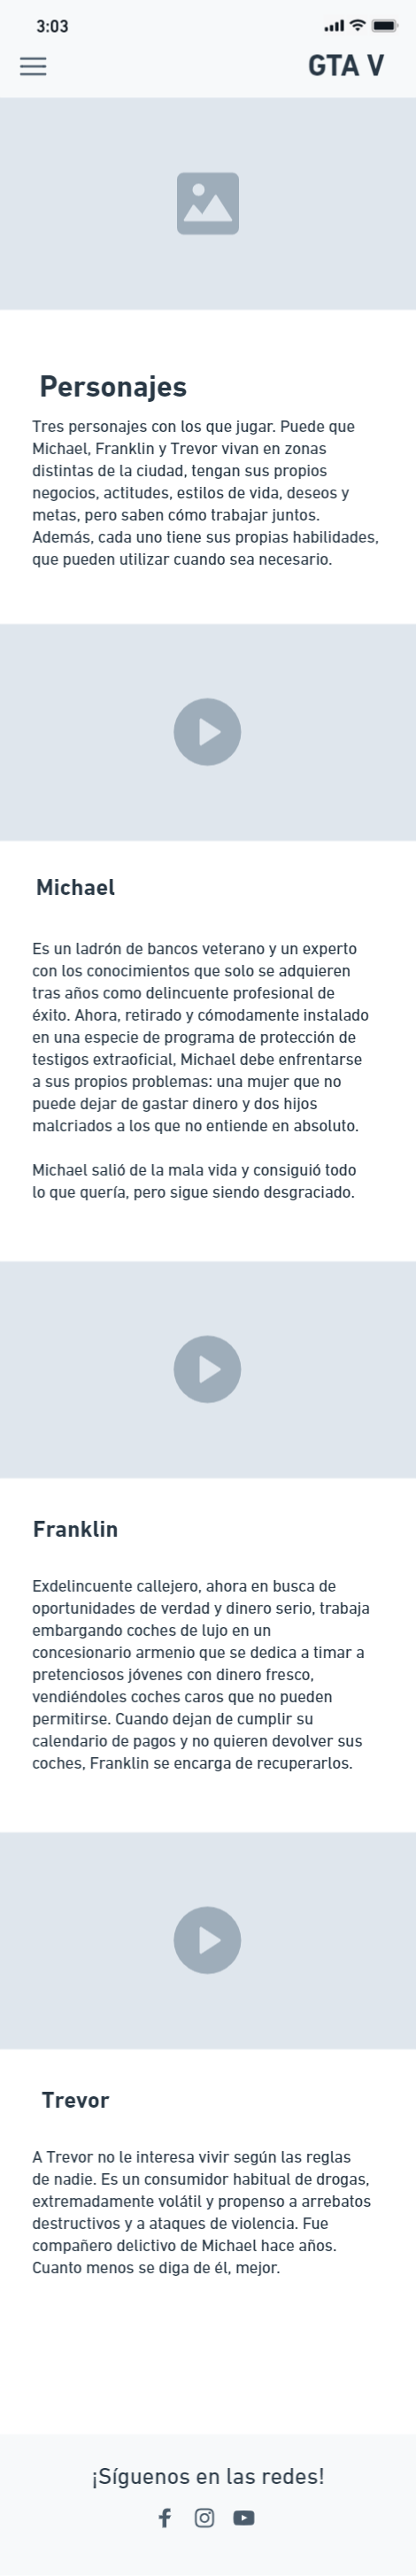 3:03
GTA V
Personajes
Tres personajes con los que jugar. Puede que
Michael, Franklin y Trevor vivan en zonas
distintas de la ciudad, tengan sus propios
negocios, actitudes, estilos de vida, deseos y
metas, pero saben cómo trabajar juntos.
Además, cada uno tiene sus propias habilidades,
que pueden utilizar cuando sea necesario.
Michael
Es un ladrón de bancos veterano y un experto
con los conocimientos que solo se adquieren
tras años como delincuente profesional de
éxito. Ahora, retirado y cómodamente instalado
en una especie de programa de protección de
testigos extraoficial, Michael debe enfrentarse
a sus propios problemas: una mujer que no
puede dejar de gastar dinero y dos hijos
malcriados a los que no entiende en absoluto.
Michael salió de la mala vida y consiguió todo
lo que quería, pero sigue siendo desgraciado.
Franklin
Exdelincuente callejero, ahora en busca de
oportunidades de verdad y dinero serio, trabaja
embargando coches de lujo en un
concesionario armenio que se dedica a timar a
pretenciosos jóvenes con dinero fresco,
vendiéndoles coches caros que no pueden
permitirse. Cuando dejan de cumplir su
calendario de pagos y no quieren devolver sus
coches, Franklin se encarga de recuperarlos.
Trevor
A Trevor no le interesa vivir según las reglas
de nadie. Es un consumidor habitual de drogas,
extremadamente volátil y propenso a arrebatos
destructivos y a ataques de violencia. Fue
compañero delictivo de Michael hace años.
Cuanto menos se diga de él, mejor.
¡Síguenos en las redes!